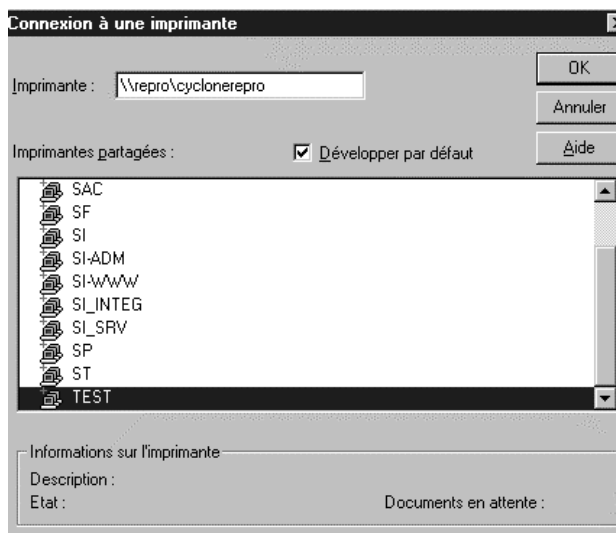 Connexion à une imprimante
Imprimante : \\repro\cyclonerepro
OK
Annuler
Imprimantes partagées :
Développer par défaut
Aide
SAC
SF
SI
SI-ADM
SI-WWW
SI_INTEG
SI_SRV
SP
ST
TEST
Informations sur l'imprimante
Description :
Etat :
Documents en attente :